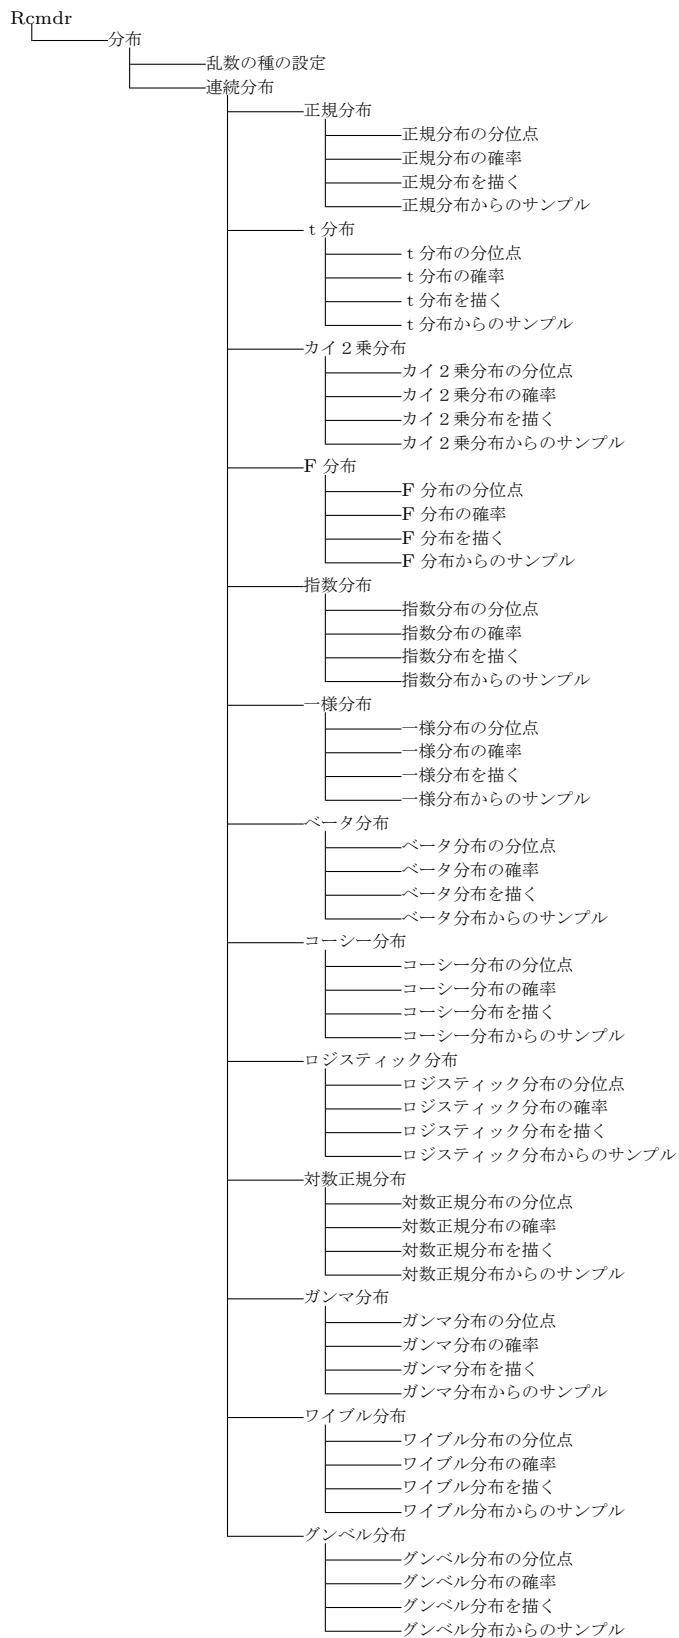 Rcmdr
分布
乱数の種の設定
連続分布
正規分布
正規分布の分位点
正規分布の確率
正規分布を描く
正規分布からのサンプル
ｔ分布
ｔ分布の分位点
ｔ分布の確率
ｔ分布を描く
ｔ分布からのサンプル
カイ２乗分布
カイ２乗分布の分位点
カイ２乗分布の確率
カイ２乗分布を描く
カイ２乗分布からのサンプル
F 分布
F 分布の分位点
F 分布の確率
F 分布を描く
F 分布からのサンプル
指数分布
指数分布の分位点
指数分布の確率
指数分布を描く
指数分布からのサンプル
一様分布
一様分布の分位点
一様分布の確率
一様分布を描く
一様分布からのサンプル
ベータ分布
ベータ分布の分位点
ベータ分布の確率
ベータ分布を描く
ベータ分布からのサンプル
コーシー分布
コーシー分布の分位点
コーシー分布の確率
コーシー分布を描く
コーシー分布からのサンプル
ロジスティック分布
ロジスティック分布の分位点
ロジスティック分布の確率
ロジスティック分布を描く
ロジスティック分布からのサンプル
対数正規分布
対数正規分布の分位点
対数正規分布の確率
対数正規分布を描く
対数正規分布からのサンプル
ガンマ分布
ガンマ分布の分位点
ガンマ分布の確率
ガンマ分布を描く
ガンマ分布からのサンプル
ワイブル分布
ワイブル分布の分位点
ワイブル分布の確率
ワイブル分布を描く
ワイブル分布からのサンプル
グンベル分布
グンベル分布の分位点
グンベル分布の確率
グンベル分布を描く
グンベル分布からのサンプル